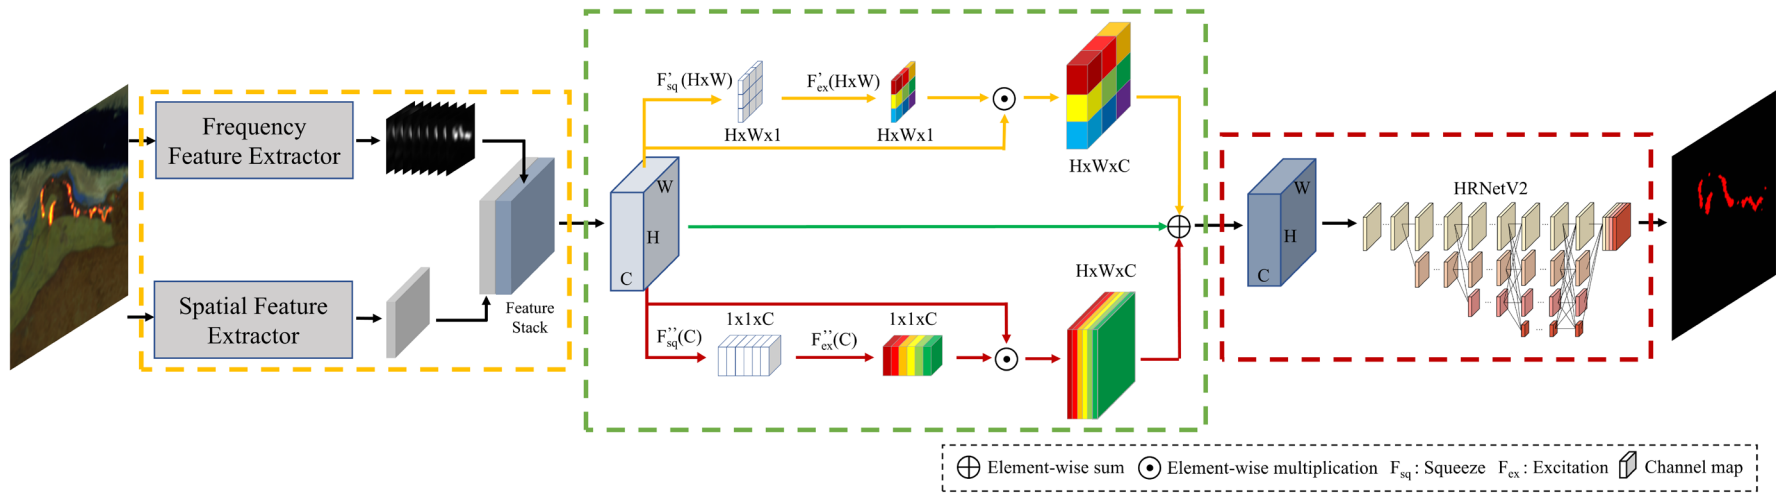 Frequency
Feature Extractor
Spatial Feature
Extractor
Feature
Stack
W
H
C
F'sq(HxW)
HxWx1
F'ex(HxW)
HxWx1
HxWxC
F''sq(C)
1x1xC
F''ex(C)
1x1xC
HxWxC
W
H
C
HRNetV2
... ... ... ...
... ... ...
... ...
...
Element-wise sum
Element-wise multiplication
Fsq : Squeeze
Fex : Excitation
Channel map